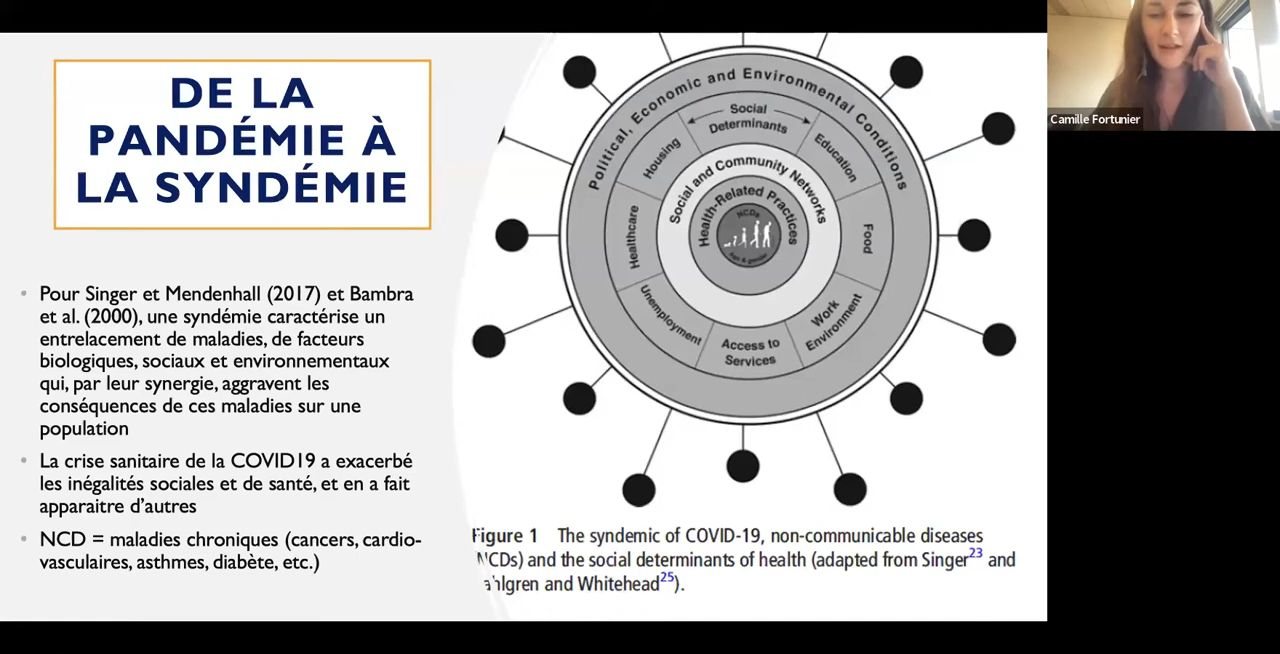 DE LA
PANDÉMIE À
LA SYNDÉMIE
Pour Singer et Mendenhall (2017) et Bambra
et al. (2000), une syndémie caractérise un
entrelacement de maladies, de facteurs
biologiques, sociaux et environnementaux
qui, par leur synergie, aggravent les
conséquences de ces maladies sur une
population
La crise sanitaire de la COVID19 a exacerbé
les inégalités sociales et de santé, et en a fait
apparaitre d’autres
NCD = maladies chroniques (cancers, cardio-
vasculaires, asthmes, diabète, etc.)
Political, Economic and Environmental Conditions
Social
Determinants
Housing
Education
Healthcare
Food
Unemployment
Work
Environment
Access to
Services
Social and Community Networks
Health-Related Practices
NCDs
Age & gender
Figure 1 The syndemic of COVID-19, non-communicable diseases
NCDs) and the social determinants of health (adapted from Singer23 and
ahlgren and Whitehead25).
Camille Fortunier